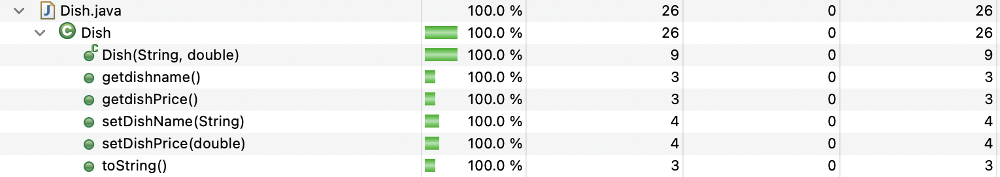 Dish.java 100.0 % 26 0 26
Dish 100.0 % 26 0 26
Dish(String, double) 100.0 % 9 0 9
getdishname() 100.0 % 3 0 3
getdishPrice() 100.0 % 3 0 3
setDishName(String) 100.0 % 4 0 4
setDishPrice(double) 100.0 % 4 0 4
toString() 100.0 % 3 0 3